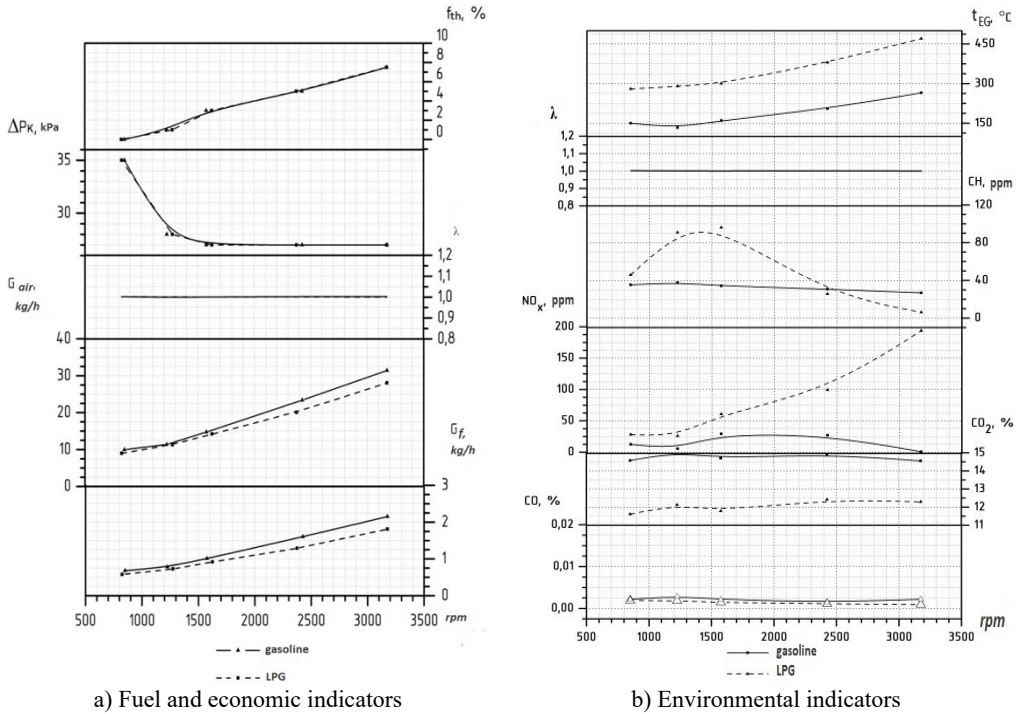 f_th, %
10
8
6
4
2
0
ΔP_K, kPa
35
30
λ
1,2
1,1
1,0
0,9
0,8
G air,
kg/h
40
30
20
10
0
G_f,
kg/h
3
2
1
0
500 1000 1500 2000 2500 3000 3500
rpm
gasoline
LPG
a) Fuel and economic indicators
t_EG, °C
450
300
150
λ
1,2
1,1
1,0
0,9
0,8
CH, ppm
120
80
40
0
NO_x, ppm
200
150
100
50
0
CO_2, %
15
14
13
12
11
CO, %
0,02
0,01
0,00
500 1000 2000 2500 3000 3500
rpm
gasoline
LPG
b) Environmental indicators